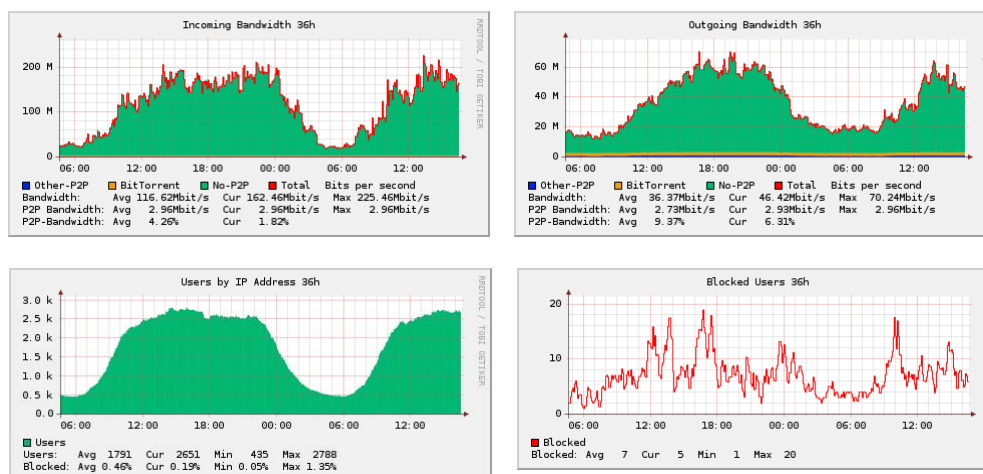 Incoming Bandwidth 36h
RRDTOOL / TOBI OETIKER
200 M
100 M
0
06:00 12:00 18:00 00:00 06:00 12:00
Other-P2P BitTorrent No-P2P Total Bits per second
Bandwidth: Avg 116.62Mbit/s Cur 162.46Mbit/s Max 225.46Mbit/s
P2P Bandwidth: Avg 2.96Mbit/s Cur 2.96Mbit/s Max 2.96Mbit/s
P2P-Bandwidth: Avg 4.26% Cur 1.82%
Outgoing Bandwidth 36h
60 M
40 M
20 M
0
06:00 12:00 18:00 00:00 06:00 12:00
Other-P2P BitTorrent No-P2P Total Bits per second
Bandwidth: Avg 36.37Mbit/s Cur 46.42Mbit/s Max 70.24Mbit/s
P2P Bandwidth: Avg 2.73Mbit/s Cur 2.93Mbit/s Max 2.96Mbit/s
P2P-Bandwidth: Avg 9.37% Cur 6.31%
Users by IP Address 36h
RRDTOOL / TOBI OETIKER
3.0 k
2.5 k
2.0 k
1.5 k
1.0 k
0.5 k
0.0
06:00 12:00 18:00 00:00 06:00 12:00
Users
Users: Avg 1791 Cur 2651 Min 435 Max 2788
Blocked: Avg 0.46% Cur 0.19% Min 0.05% Max 1.35%
Blocked Users 36h
20
10
0
06:00 12:00 18:00 00:00 06:00 12:00
Blocked
Blocked: Avg 7 Cur 5 Min 1 Max 20